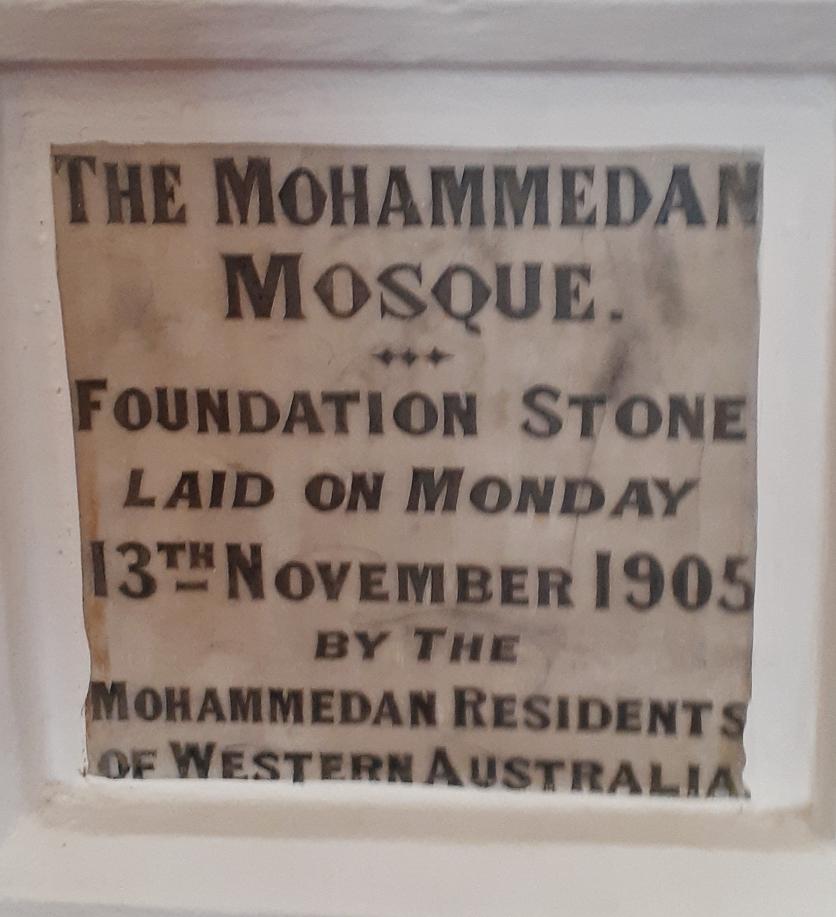 THE MOHAMMEDAN
MOSQUE.
FOUNDATION STONE
LAID ON MONDAY
13TH NOVEMBER 1905
BY THE
MOHAMMEDAN RESIDENTS
OF WESTERN AUSTRALIA.